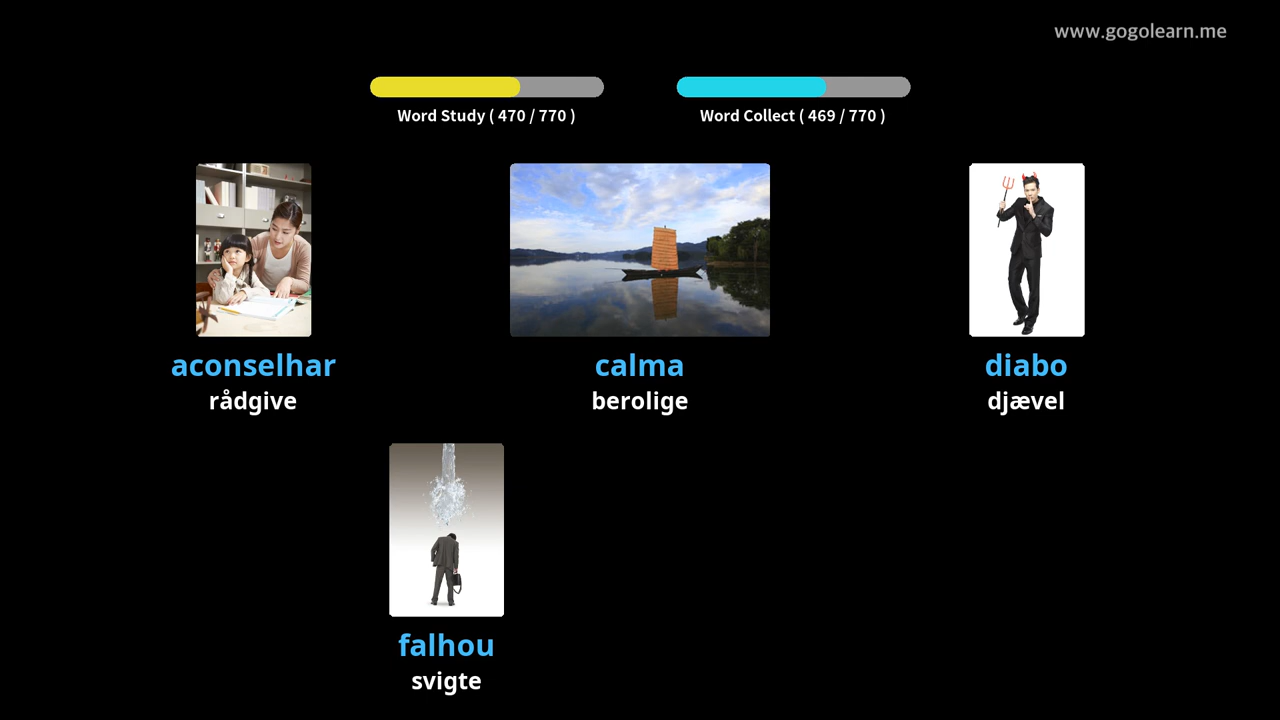 www.gogolearn.me
Word Study ( 470 / 770 )
Word Collect ( 469 / 770 )
aconselhar
rådgive
calma
berolige
diabo
djævel
falhou
svigte